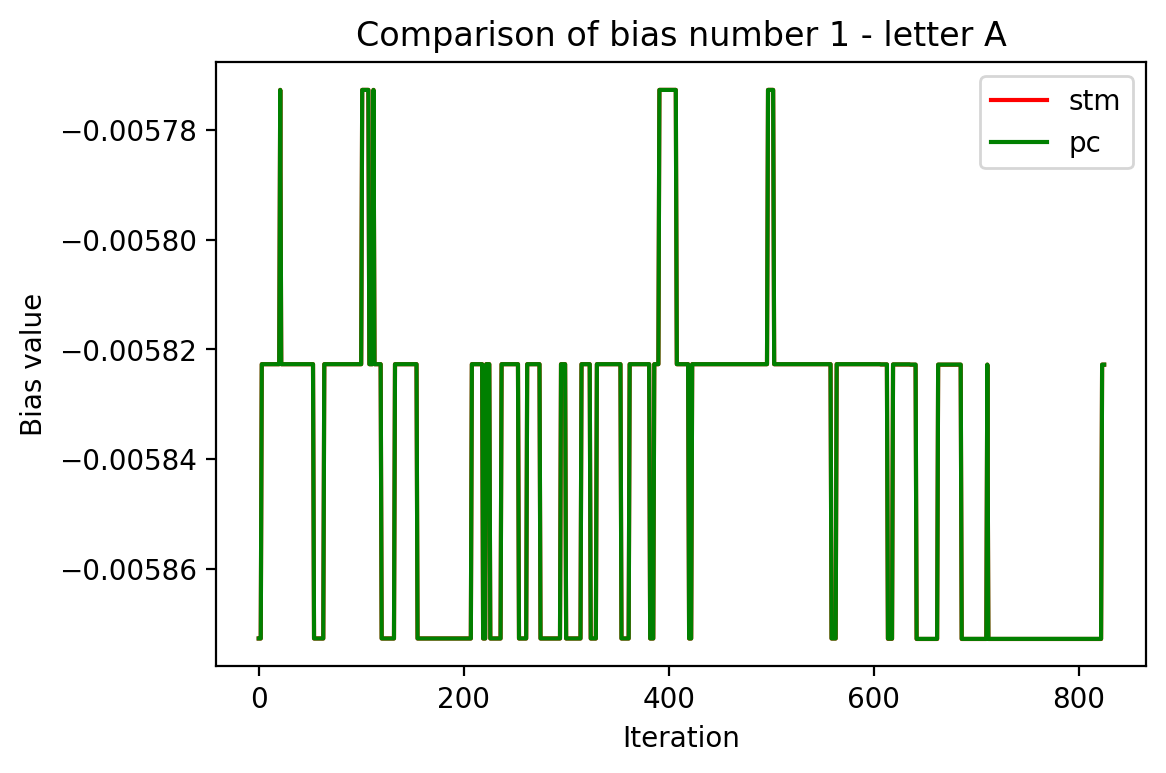 Comparison of bias number 1 - letter A
stm
pc
−0.00578
−0.00580
−0.00582
−0.00584
−0.00586
Bias value
0 200 400 600 800
Iteration